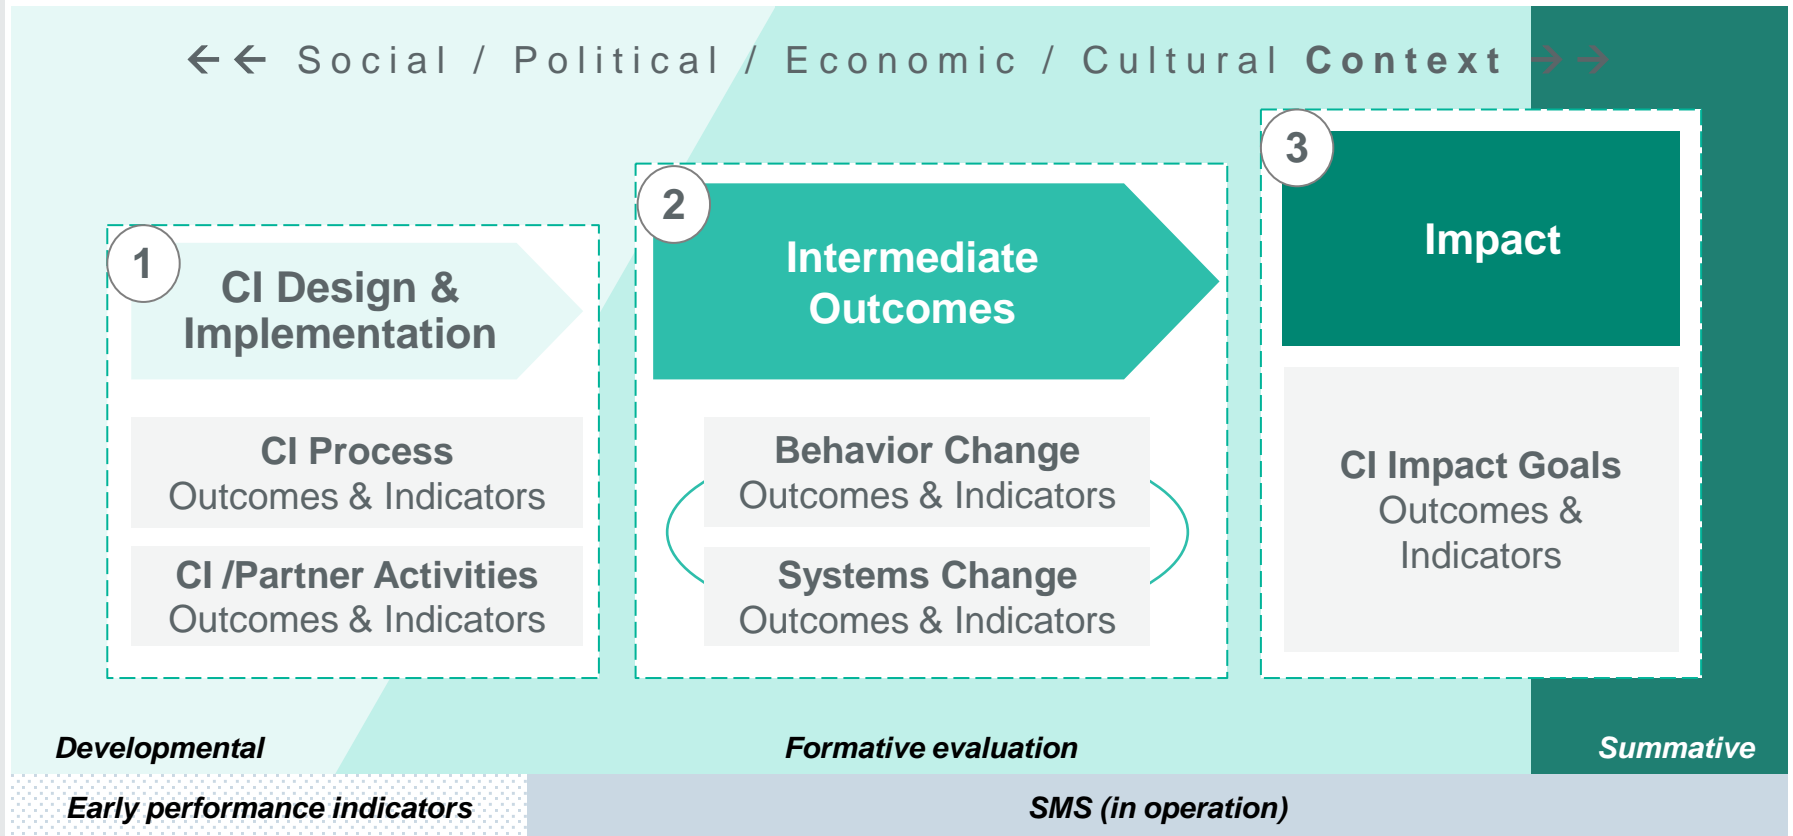 ←← Social / Political / Economic / Cultural Context →→
1
CI Design &
Implementation
CI Process
Outcomes & Indicators
CI /Partner Activities
Outcomes & Indicators
2
Intermediate
Outcomes
Behavior Change
Outcomes & Indicators
Systems Change
Outcomes & Indicators
3
Impact
CI Impact Goals
Outcomes &
Indicators
Developmental
Formative evaluation
Summative
Early performance indicators
SMS (in operation)